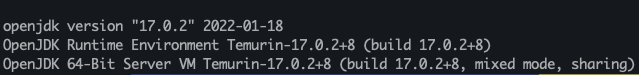 openjdk version "17.0.2" 2022-01-18
OpenJDK Runtime Environment Temurin-17.0.2+8 (build 17.0.2+8)
OpenJDK 64-Bit Server VM Temurin-17.0.2+8 (build 17.0.2+8, mixed mode, sharing)